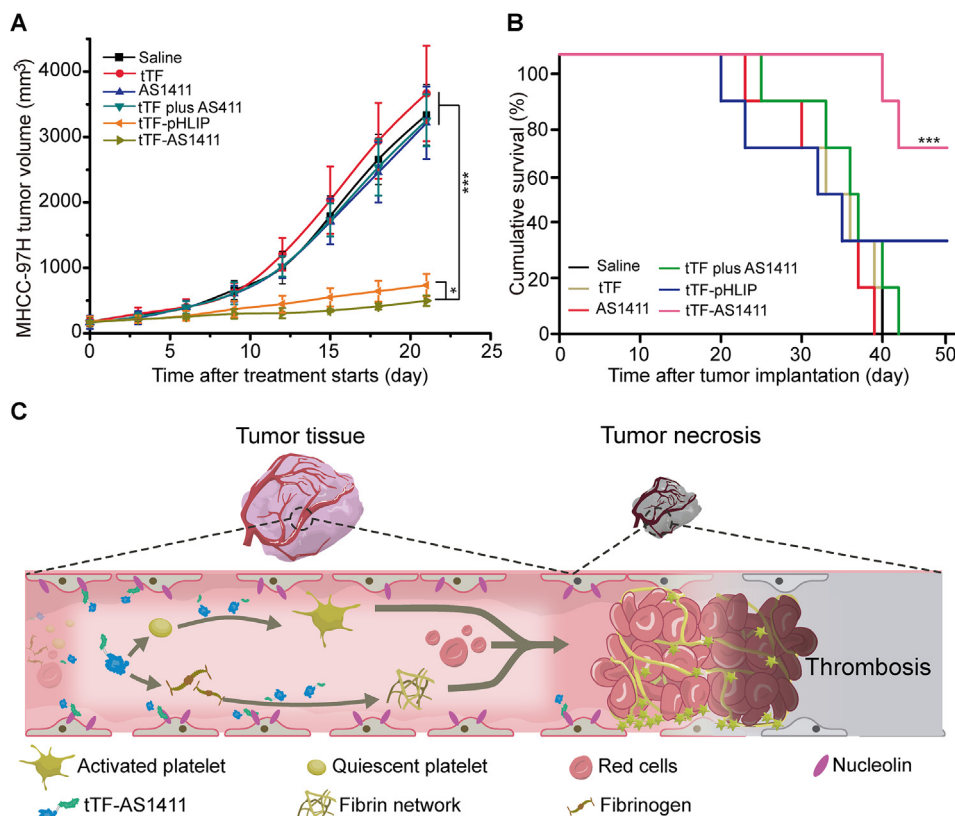 A
MHCC-97H tumor volume (mm³)
4000
3000
2000
1000
0
0
5
10
15
20
25
Time after treatment starts (day)
Saline
tTF
AS1411
tTF plus AS411
tTF-pHLIP
tTF-AS1411
***
*
B
Cumulative survival (%)
100
80
60
40
20
0
0
10
20
30
40
50
Time after tumor implantation (day)
***
Saline
tTF
AS1411
tTF plus AS1411
tTF-pHLIP
tTF-AS1411
C
Tumor tissue
Tumor necrosis
Thrombosis
Activated platelet
Quiescent platelet
Red cells
Nucleolin
tTF-AS1411
Fibrin network
Fibrinogen